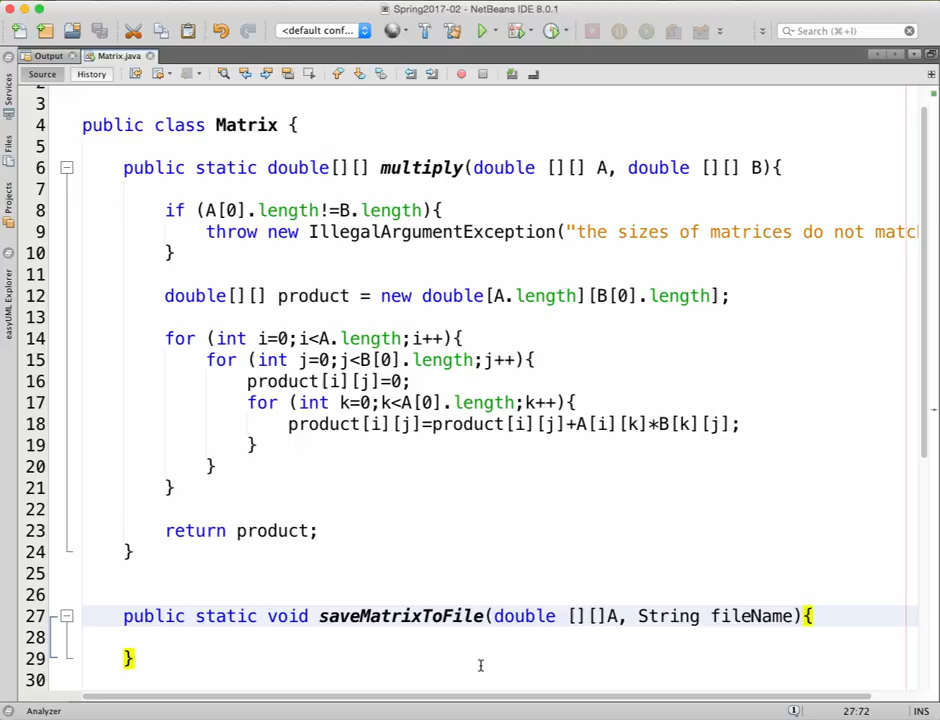 Spring2017-02 - NetBeans IDE 8.0.1
<default conf...
Search (⌘+I)
Output
Matrix.java
Source
History
Services
Files
Projects
easyUML Explorer
3
4 public class Matrix {
5
6 public static double[][] multiply(double [][] A, double [][] B){
7
8 if (A[0].length!=B.length){
9 throw new IllegalArgumentException("the sizes of matrices do not matc
10 }
11
12 double[][] product = new double[A.length][B[0].length];
13
14 for (int i=0;i<A.length;i++){
15 for (int j=0;j<B[0].length;j++){
16 product[i][j]=0;
17 for (int k=0;k<A[0].length;k++){
18 product[i][j]=product[i][j]+A[i][k]*B[k][j];
19 }
20 }
21 }
22
23 return product;
24 }
25
26
27 public static void saveMatrixToFile(double [][]A, String fileName){
28
29 }
30
Analyzer
1
27:72
INS